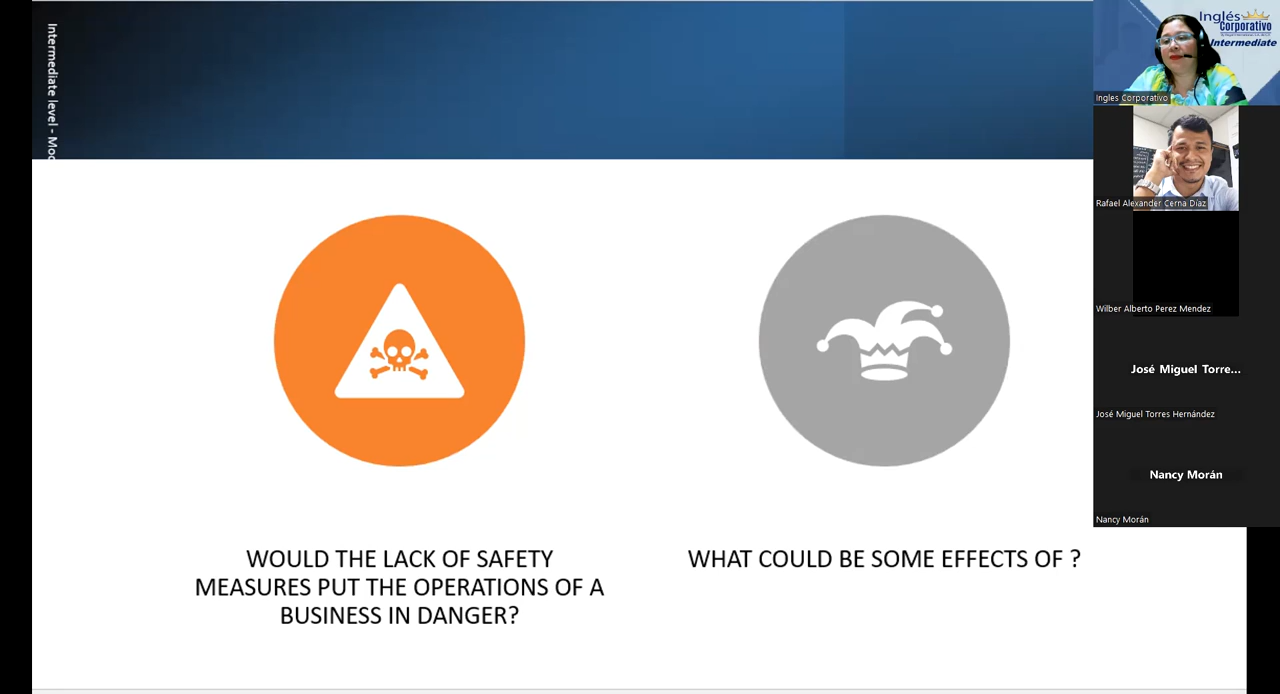 Intermediate level - Moc
WOULD THE LACK OF SAFETY
MEASURES PUT THE OPERATIONS OF A
BUSINESS IN DANGER?
WHAT COULD BE SOME EFFECTS OF ?
Inglés
Corporativo
Intermediate
Ingles Corporativo
Rafael Alexander Cerna Díaz
Wilber Alberto Perez Mendez
José Miguel Torre...
José Miguel Torres Hernández
Nancy Morán
Nancy Morán